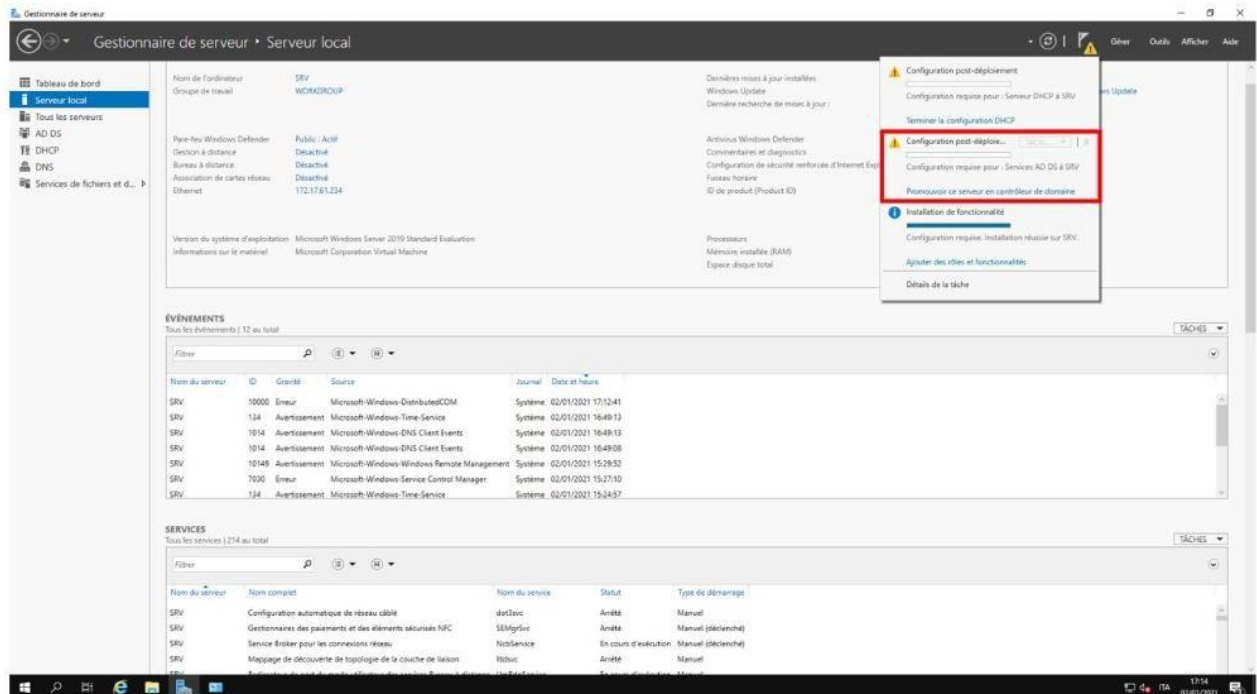 Gestionnaire de serveur
Gestionnaire de serveur • Serveur local
Gérer Outils Afficher Aide
Tableau de bord
Serveur local
Tous les serveurs
AD DS
DHCP
DNS
Services de fichiers et d...
Nom de l'ordinateur SRV
Groupe de travail WORKGROUP
Dernières mises à jour installées
Windows Update
Dernière recherche de mises à jour :
Update
Pare-feu Windows Defender Public : Actif
Gestion à distance Désactivé
Bureau à distance Désactivé
Association de cartes réseau Désactivé
Ethernet 172.17.61.234
Antivirus Windows Defender
Commentaires et diagnostics
Configuration de sécurité renforcée d'Internet Expl
Fuseau horaire
ID de produit (Product ID)
Version du système d'exploitation Microsoft Windows Server 2019 Standard Evaluation
Informations sur le matériel Microsoft Corporation Virtual Machine
Processeurs
Mémoire installée (RAM)
Espace disque total
Configuration post-déploiement
Configuration requise pour : Serveur DHCP à SRV
Terminer la configuration DHCP
Configuration post-déploie...
Configuration requise pour : Services AD DS à SRV
Promouvoir ce serveur en contrôleur de domaine
Installation de fonctionnalité
Configuration requise. Installation réussie sur SRV.
Ajouter des rôles et fonctionnalités
Détails de la tâche
ÉVÉNEMENTS
Tous les événements | 12 au total
TÂCHES
Filtrer
Nom du serveur ID Gravité Source Journal Date et heure
SRV 10000 Erreur Microsoft-Windows-DistributedCOM Système 02/01/2021 17:12:41
SRV 134 Avertissement Microsoft-Windows-Time-Service Système 02/01/2021 16:49:13
SRV 1014 Avertissement Microsoft-Windows-DNS Client Events Système 02/01/2021 16:49:13
SRV 1014 Avertissement Microsoft-Windows-DNS Client Events Système 02/01/2021 16:49:08
SRV 10149 Avertissement Microsoft-Windows-Windows Remote Management Système 02/01/2021 15:29:52
SRV 7030 Erreur Microsoft-Windows-Service Control Manager Système 02/01/2021 15:27:10
SRV 134 Avertissement Microsoft-Windows-Time-Service Système 02/01/2021 15:24:57
SERVICES
Tous les services | 214 au total
TÂCHES
Filtrer
Nom du serveur Nom complet Nom du service Statut Type de démarrage
SRV Configuration automatique de réseau câblé dot3svc Arrêté Manuel
SRV Gestionnaires des paiements et des éléments sécurisés NFC SEMgrSvc Arrêté Manuel (déclenché)
SRV Service Broker pour les connexions réseau NcbService En cours d'exécution Manuel (déclenché)
SRV Mappage de découverte de topologie de la couche de liaison lltdsvc Arrêté Manuel
ITA
17:14
02/01/2021